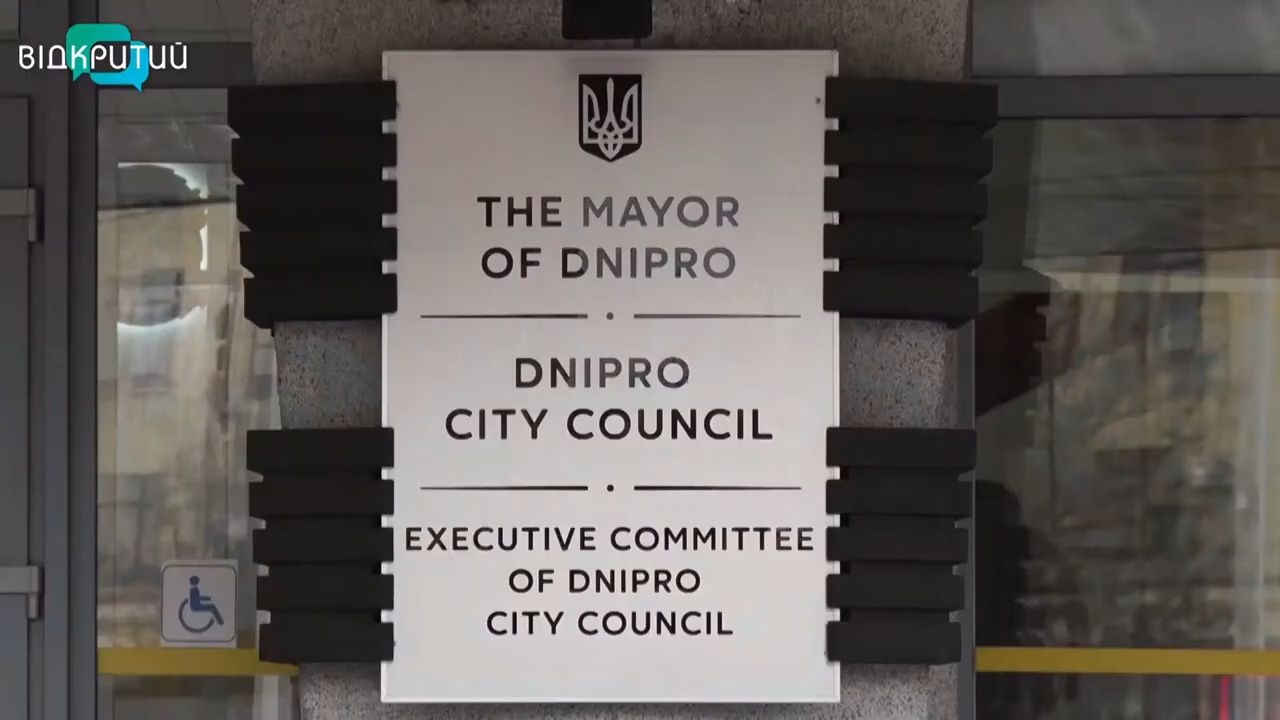 ВІДКРИТИЙ
THE MAYOR
OF DNIPRO
DNIPRO
CITY COUNCIL
EXECUTIVE COMMITTEE
OF DNIPRO
CITY COUNCIL